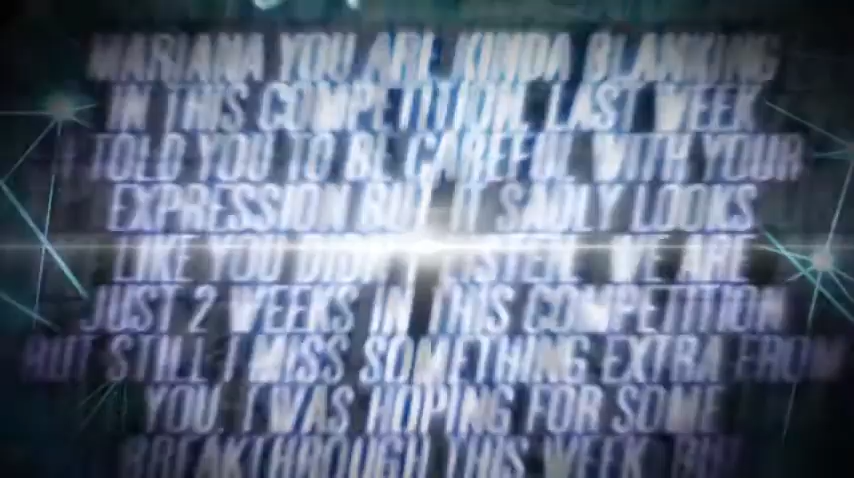 MARIANA YOU ARE KINDA BLANKING
IN THIS COMPETITION. LAST WEEK
I TOLD YOU TO BE CAREFUL WITH YOUR
EXPRESSION BUT IT SADLY LOOKS
LIKE YOU DIDN'T LISTEN. WE ARE
JUST 2 WEEKS IN THIS COMPETITION
BUT STILL I MISS SOMETHING EXTRA FROM
YOU. I WAS HOPING FOR SOME
BREAKTHROUGH THIS WEEK, BUT